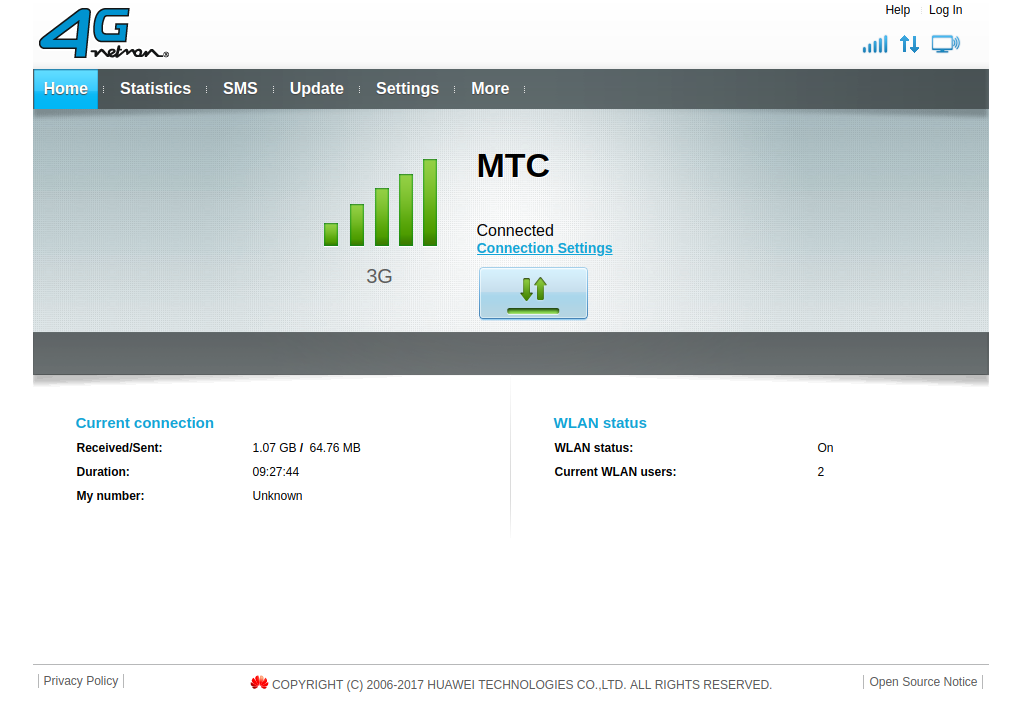 4G
netman®
Help Log In
Home Statistics SMS Update Settings More
MTC
Connected
Connection Settings
3G
Current connection
Received/Sent: 1.07 GB / 64.76 MB
Duration: 09:27:44
My number: Unknown
WLAN status
WLAN status: On
Current WLAN users: 2
Privacy Policy
COPYRIGHT (C) 2006-2017 HUAWEI TECHNOLOGIES CO.,LTD. ALL RIGHTS RESERVED.
Open Source Notice